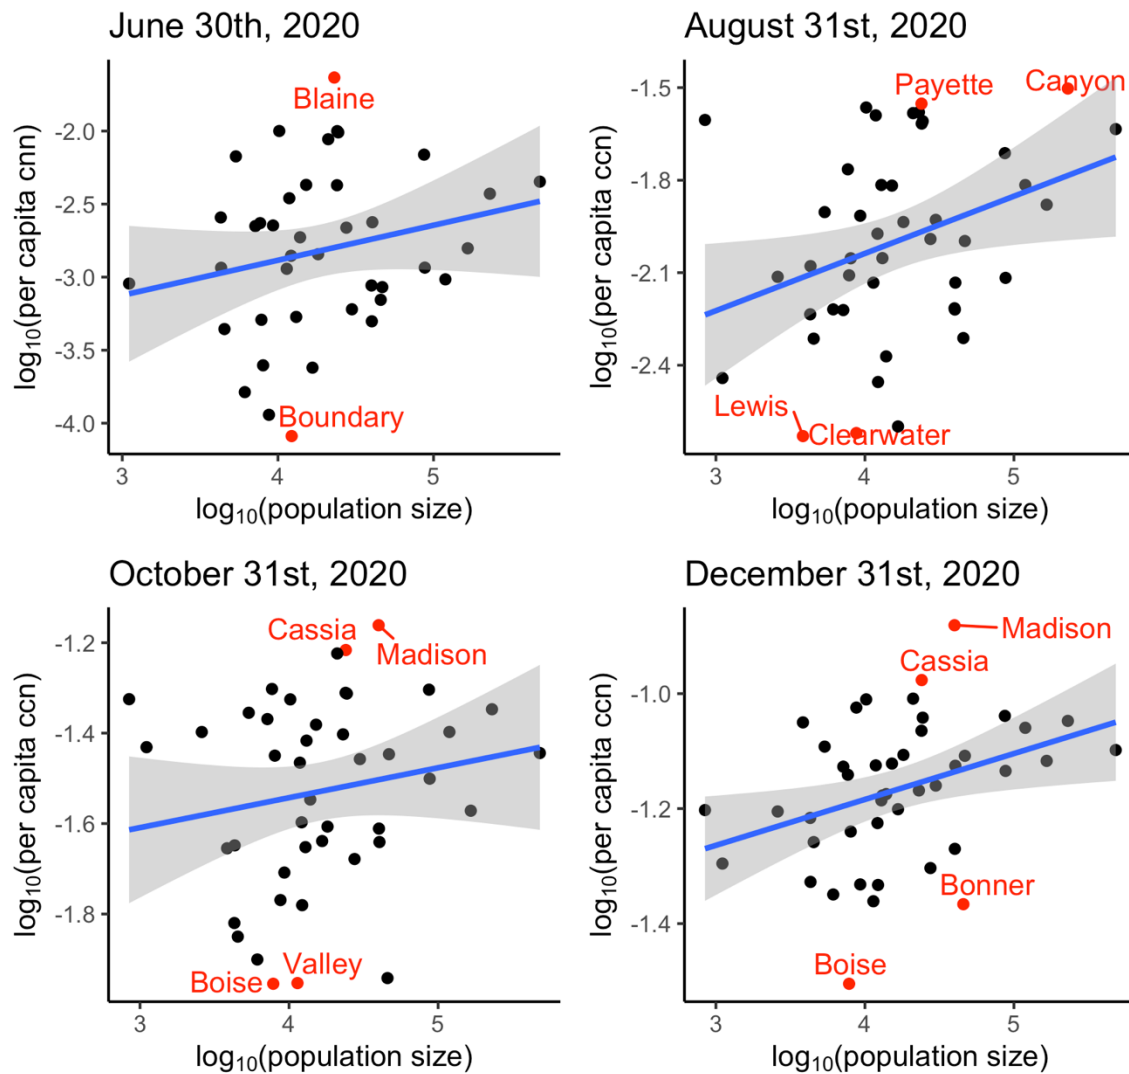 June 30th, 2020
log10(per capita cnn)
-2.0
-2.5
-3.0
-3.5
-4.0
Blaine
Boundary
3 4 5
log10(population size)
August 31st, 2020
log10(per capita ccn)
-1.5
-1.8
-2.1
-2.4
Payette
Canyon
Lewis
Clearwater
3 4 5
log10(population size)
October 31st, 2020
log10(per capita ccn)
-1.2
-1.4
-1.6
-1.8
Cassia
Madison
Boise
Valley
3 4 5
log10(population size)
December 31st, 2020
log10(per capita ccn)
-1.0
-1.2
-1.4
Madison
Cassia
Bonner
Boise
3 4 5
log10(population size)